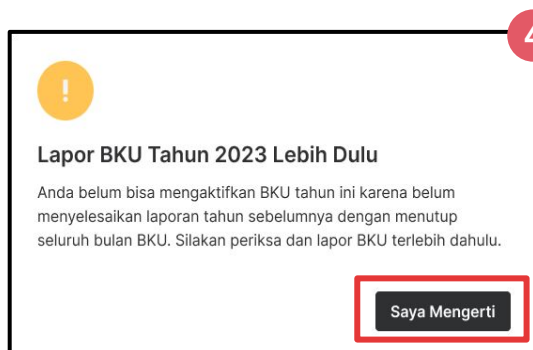 4
!
Lapor BKU Tahun 2023 Lebih Dulu
Anda belum bisa mengaktifkan BKU tahun ini karena belum
menyelesaikan laporan tahun sebelumnya dengan menutup
seluruh bulan BKU. Silakan periksa dan lapor BKU terlebih dahulu.
Saya Mengerti